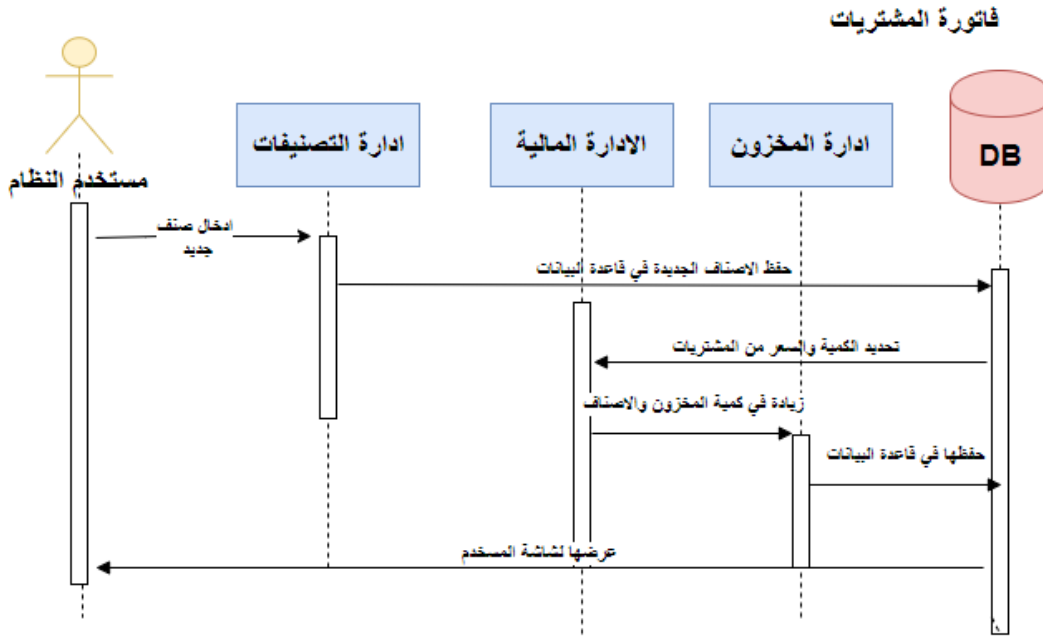 فاتورة المشتريات
مستخدم النظام
ادارة التصنيفات
الادارة المالية
ادارة المخزون
DB
ادخال صنف
جديد
حفظ الاصناف الجديدة في قاعدة البيانات
تحديد الكمية والسعر من المشتريات
زيادة في كمية المخزون والاصناف
حفظها في قاعدة البيانات
عرضها لشاشة المسخدم